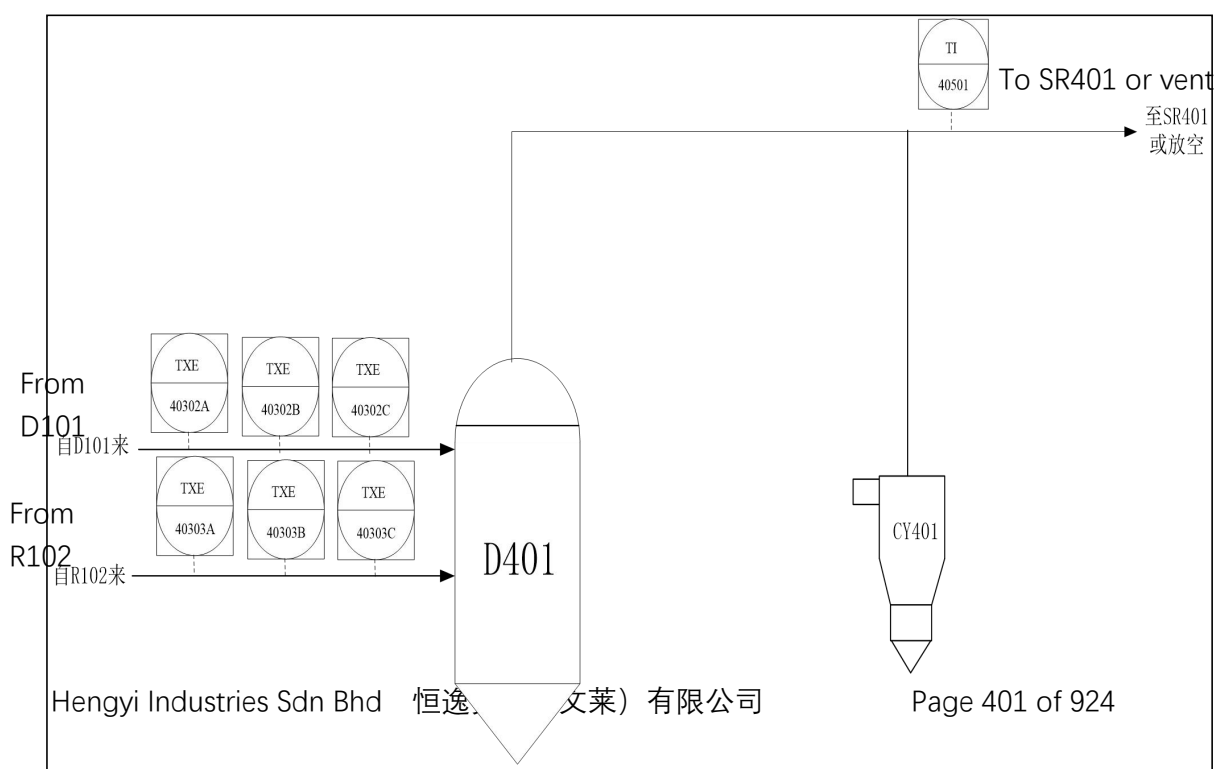 TI
40501
To SR401 or vent
至SR401
或放空
TXE
40302A
TXE
40302B
TXE
40302C
From
D101
自D101来
TXE
40303A
TXE
40303B
TXE
40303C
From
R102
自R102来
D401
CY401
Hengyi Industries Sdn Bhd 恒逸 文莱）有限公司 Page 401 of 924